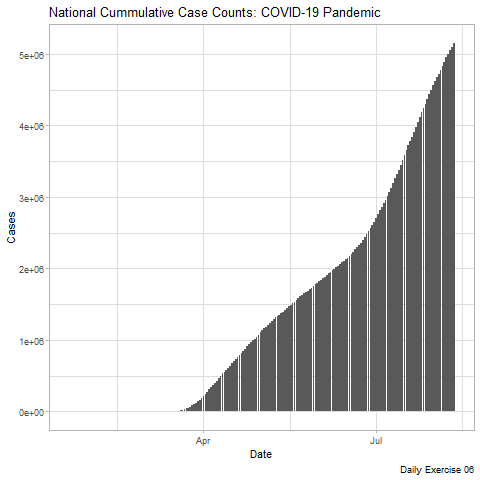 National Cummulative Case Counts: COVID-19 Pandemic
5e+06
4e+06
3e+06
2e+06
1e+06
0e+00
Cases
Apr
Jul
Date
Daily Exercise 06